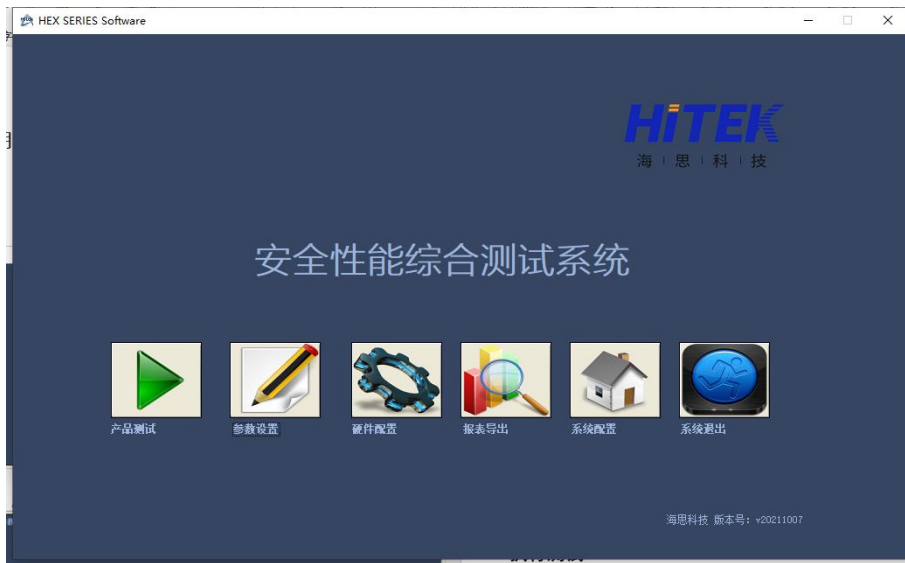 HEX SERIES Software
HiTEK
海思科技
安全性能综合测试系统
产品测试
参数设置
硬件配置
报表导出
系统配置
系统退出
海思科技 版本号：v20211007